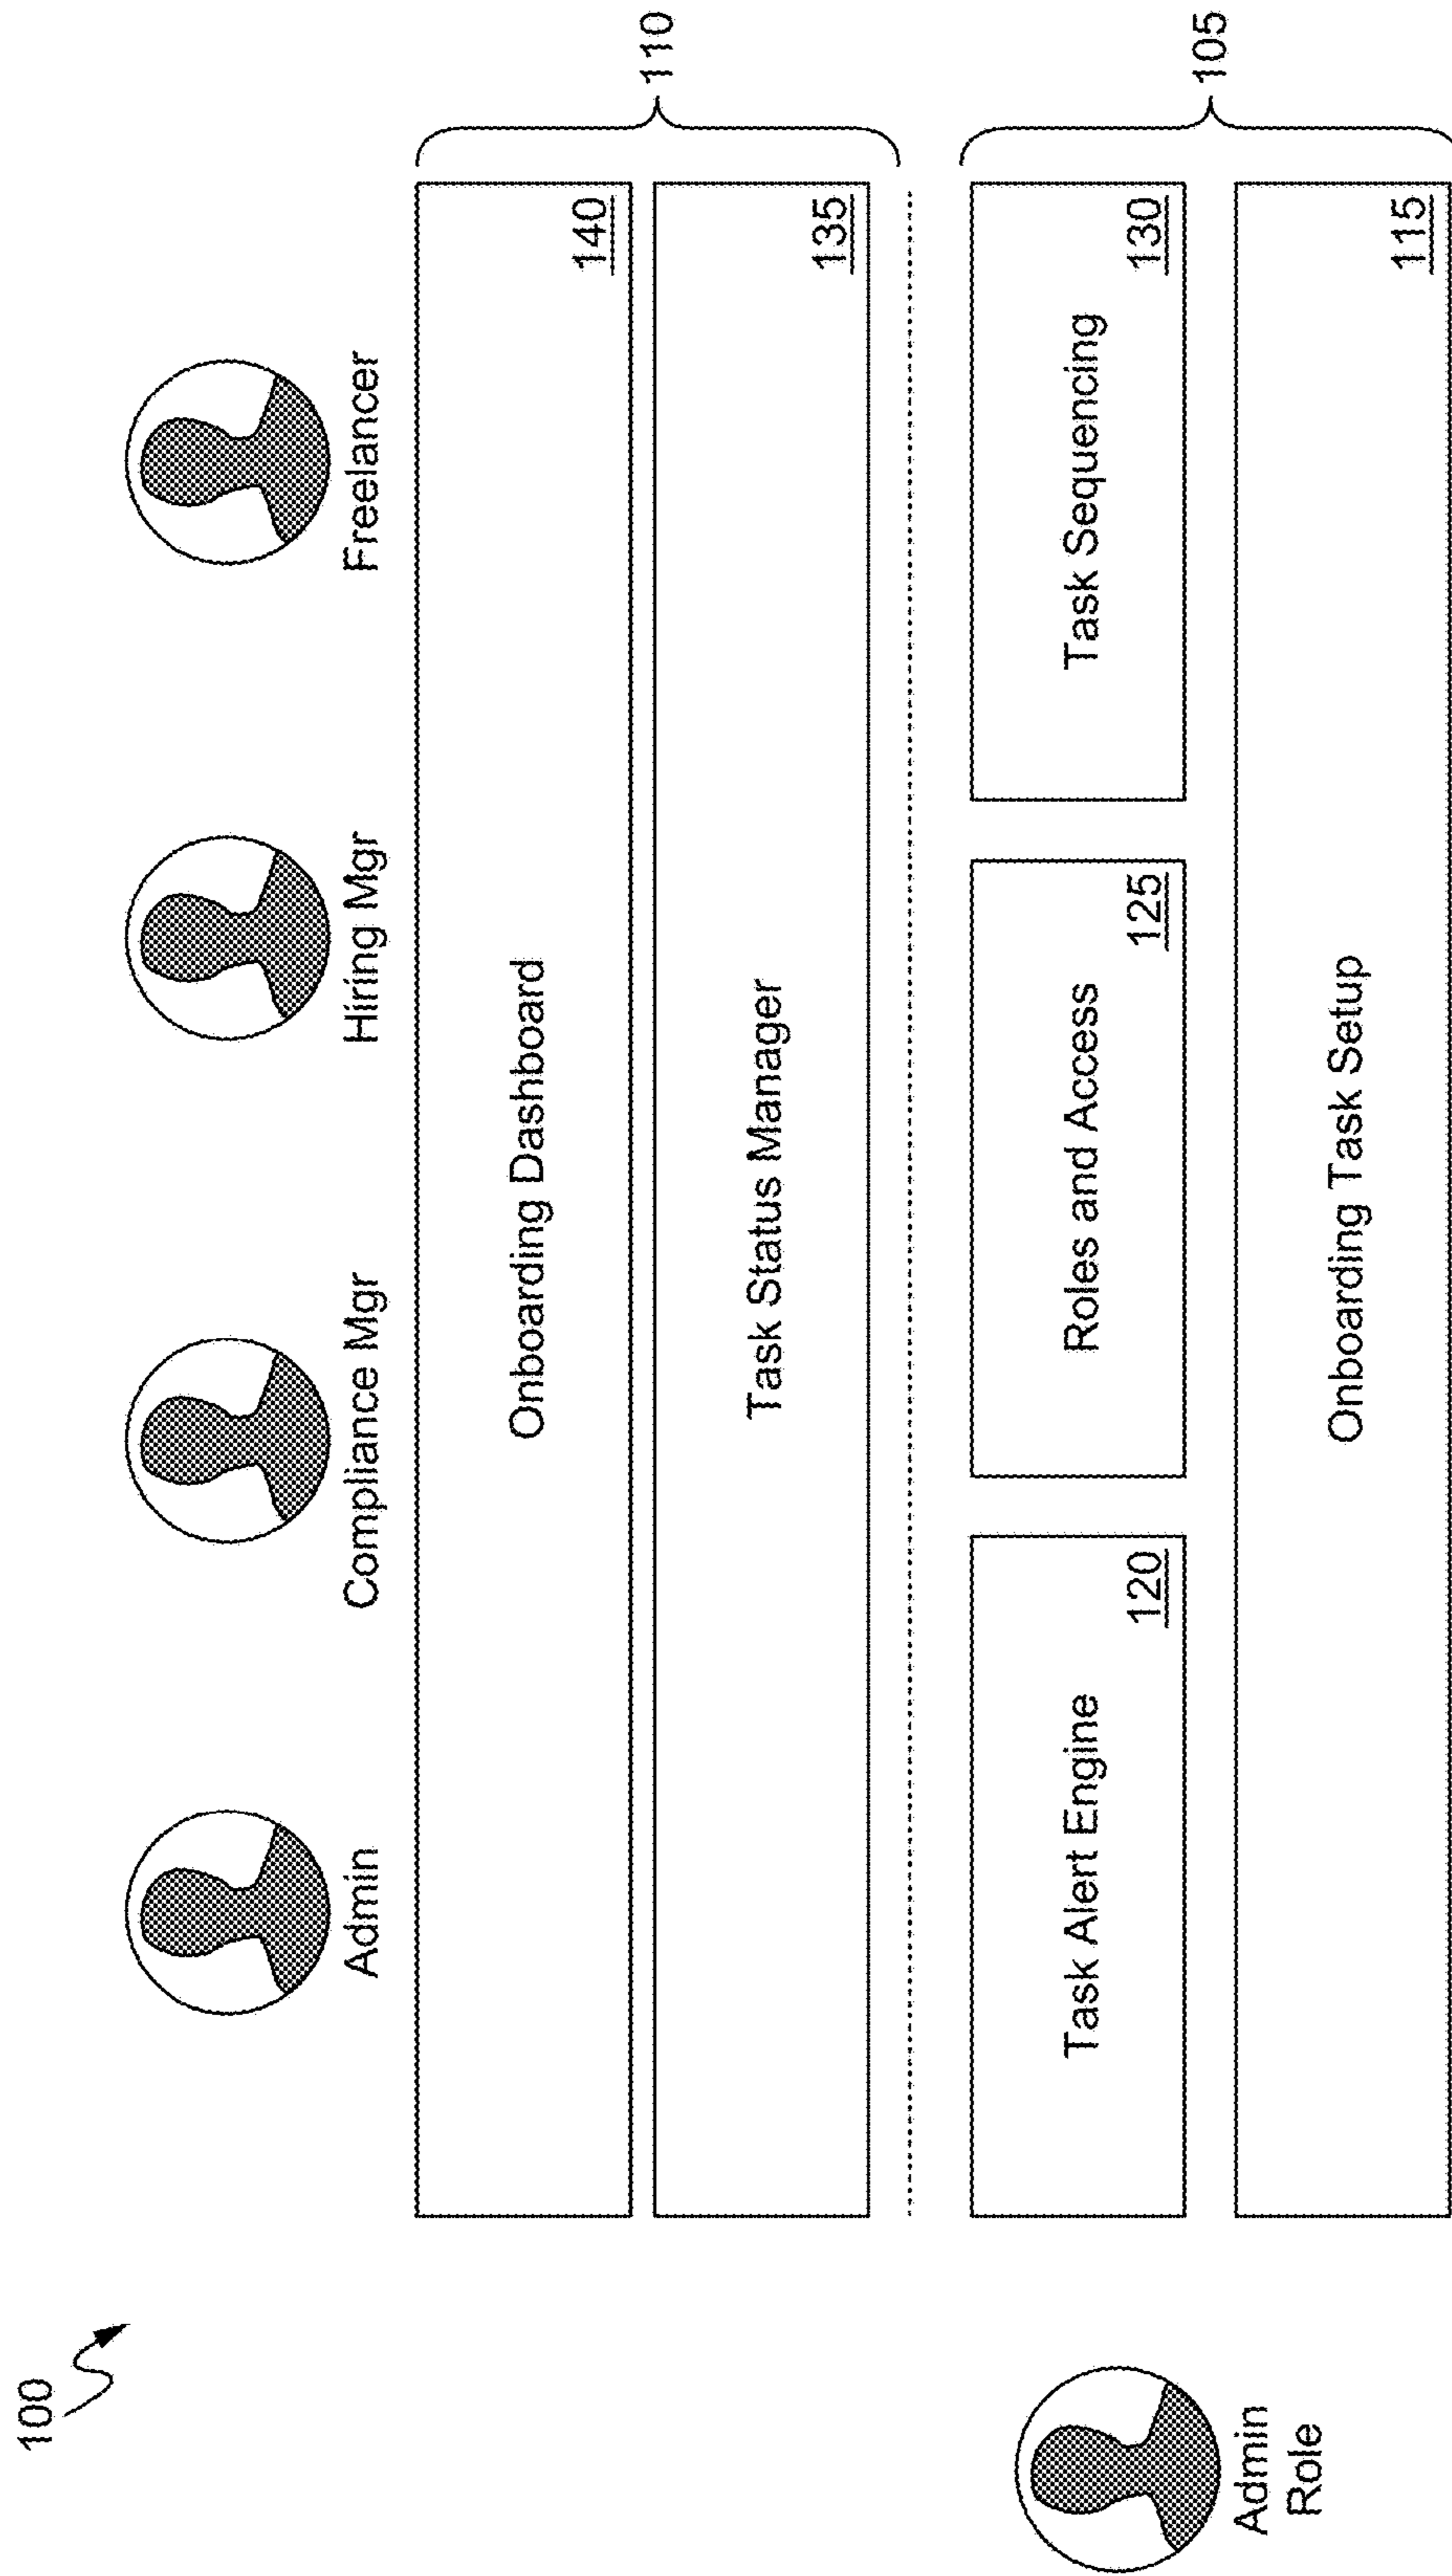 100
Admin
Compliance Mgr
Hiring Mgr
Freelancer
Onboarding Dashboard
140
Task Status Manager
135
110
Admin
Role
Task Alert Engine
120
Roles and Access
125
Task Sequencing
130
Onboarding Task Setup
115
105